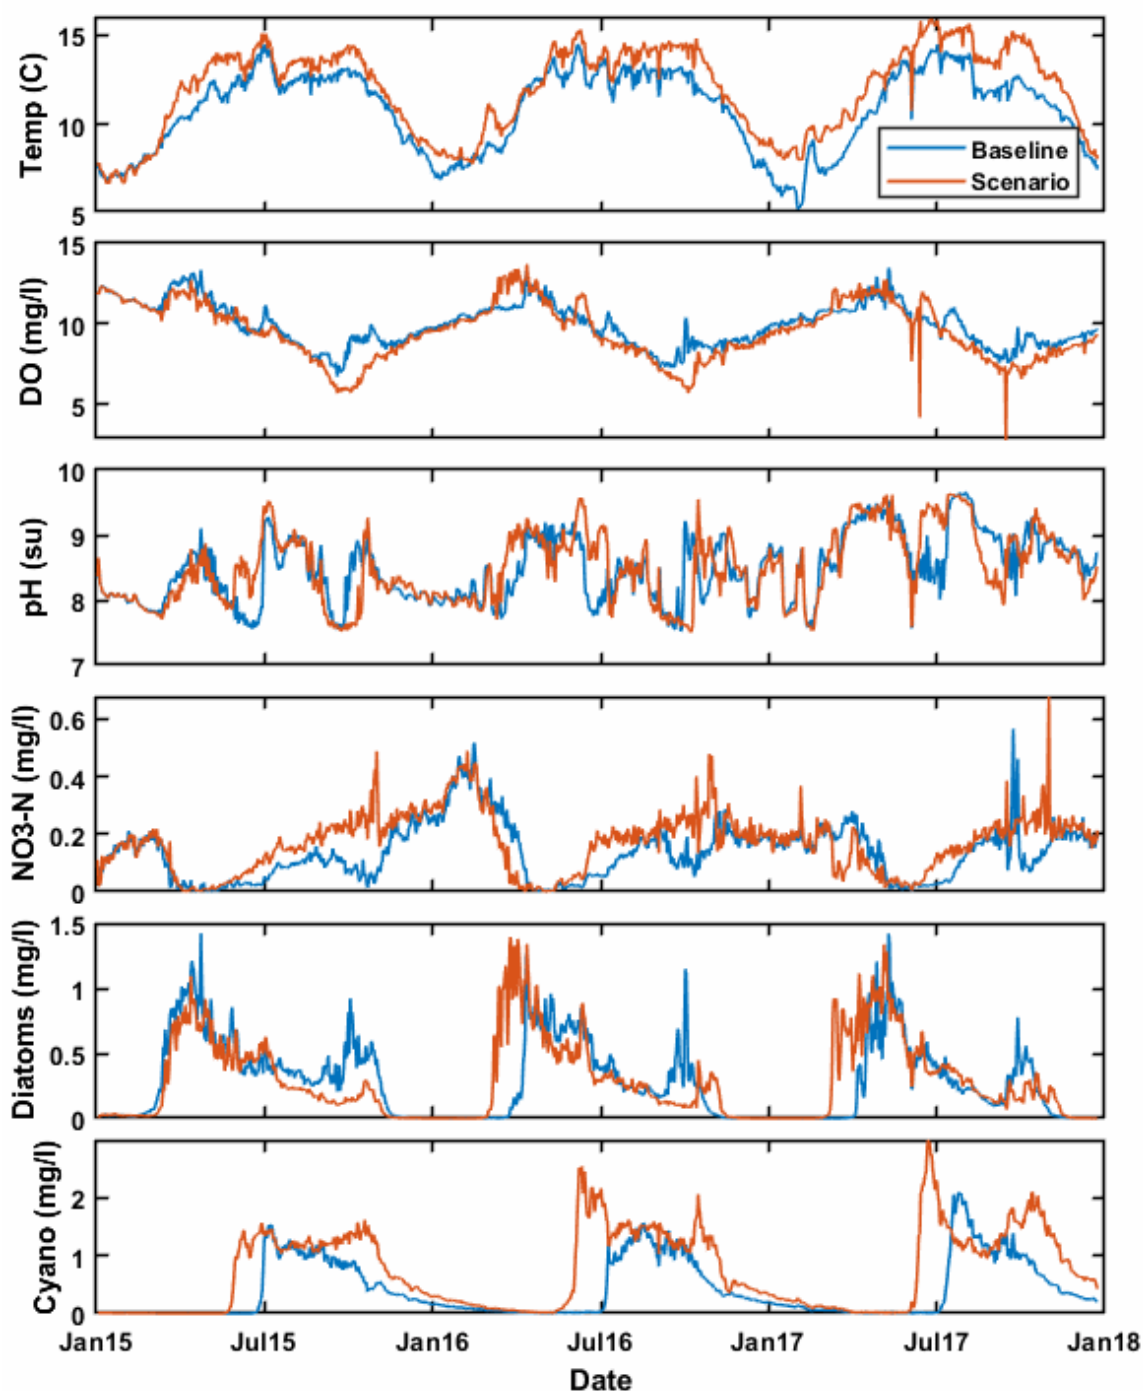 Temp (C)
15
10
5
Baseline
Scenario
DO (mg/l)
15
10
5
pH (su)
10
9
8
7
NO3-N (mg/l)
0.6
0.4
0.2
0
Diatoms (mg/l)
1.5
1
0.5
0
Cyano (mg/l)
2
1
0
Jan15 Jul15 Jan16 Jul16 Jan17 Jul17 Jan18
Date